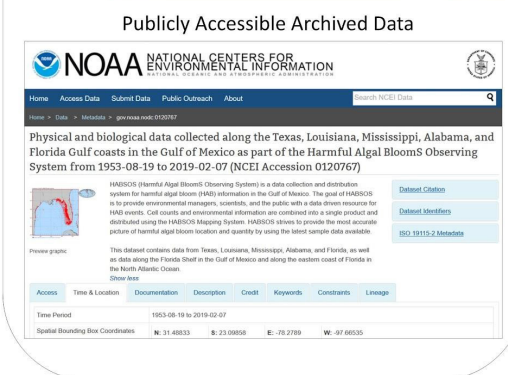 Publicly Accessible Archived Data
NOAA NATIONAL CENTERS FOR
ENVIRONMENTAL INFORMATION
NATIONAL OCEANIC AND ATMOSPHERIC ADMINISTRATION
Home Access Data Submit Data Public Outreach About Search NCEI Data
Home > Data > Metadata > gov.noaa.nodc:0120767
Physical and biological data collected along the Texas, Louisiana, Mississippi, Alabama, and
Florida Gulf coasts in the Gulf of Mexico as part of the Harmful Algal BloomS Observing
System from 1953-08-19 to 2019-02-07 (NCEI Accession 0120767)
HABSOS (Harmful Algal BloomS Observing System) is a data collection and distribution
system for harmful algal bloom (HAB) information in the Gulf of Mexico. The goal of HABSOS
is to provide environmental managers, scientists, and the public with a data driven resource for
HAB events. Cell counts and environmental information are combined into a single product and
distributed using the HABSOS Mapping System. HABSOS strives to provide the most accurate
picture of harmful algal bloom location and quantity by using the latest sample data available.
Preview graphic
This dataset contains data from Texas, Louisiana, Mississippi, Alabama, and Florida, as well
as data along the Florida Shelf in the Gulf of Mexico and along the eastern coast of Florida in
the North Atlantic Ocean.
Show less
Dataset Citation
Dataset Identifiers
ISO 19115-2 Metadata
Access Time & Location Documentation Description Credit Keywords Constraints Lineage
Time Period 1953-08-19 to 2019-02-07
Spatial Bounding Box Coordinates N: 31.48833 S: 23.09858 E: -78.2789 W: -97.66535